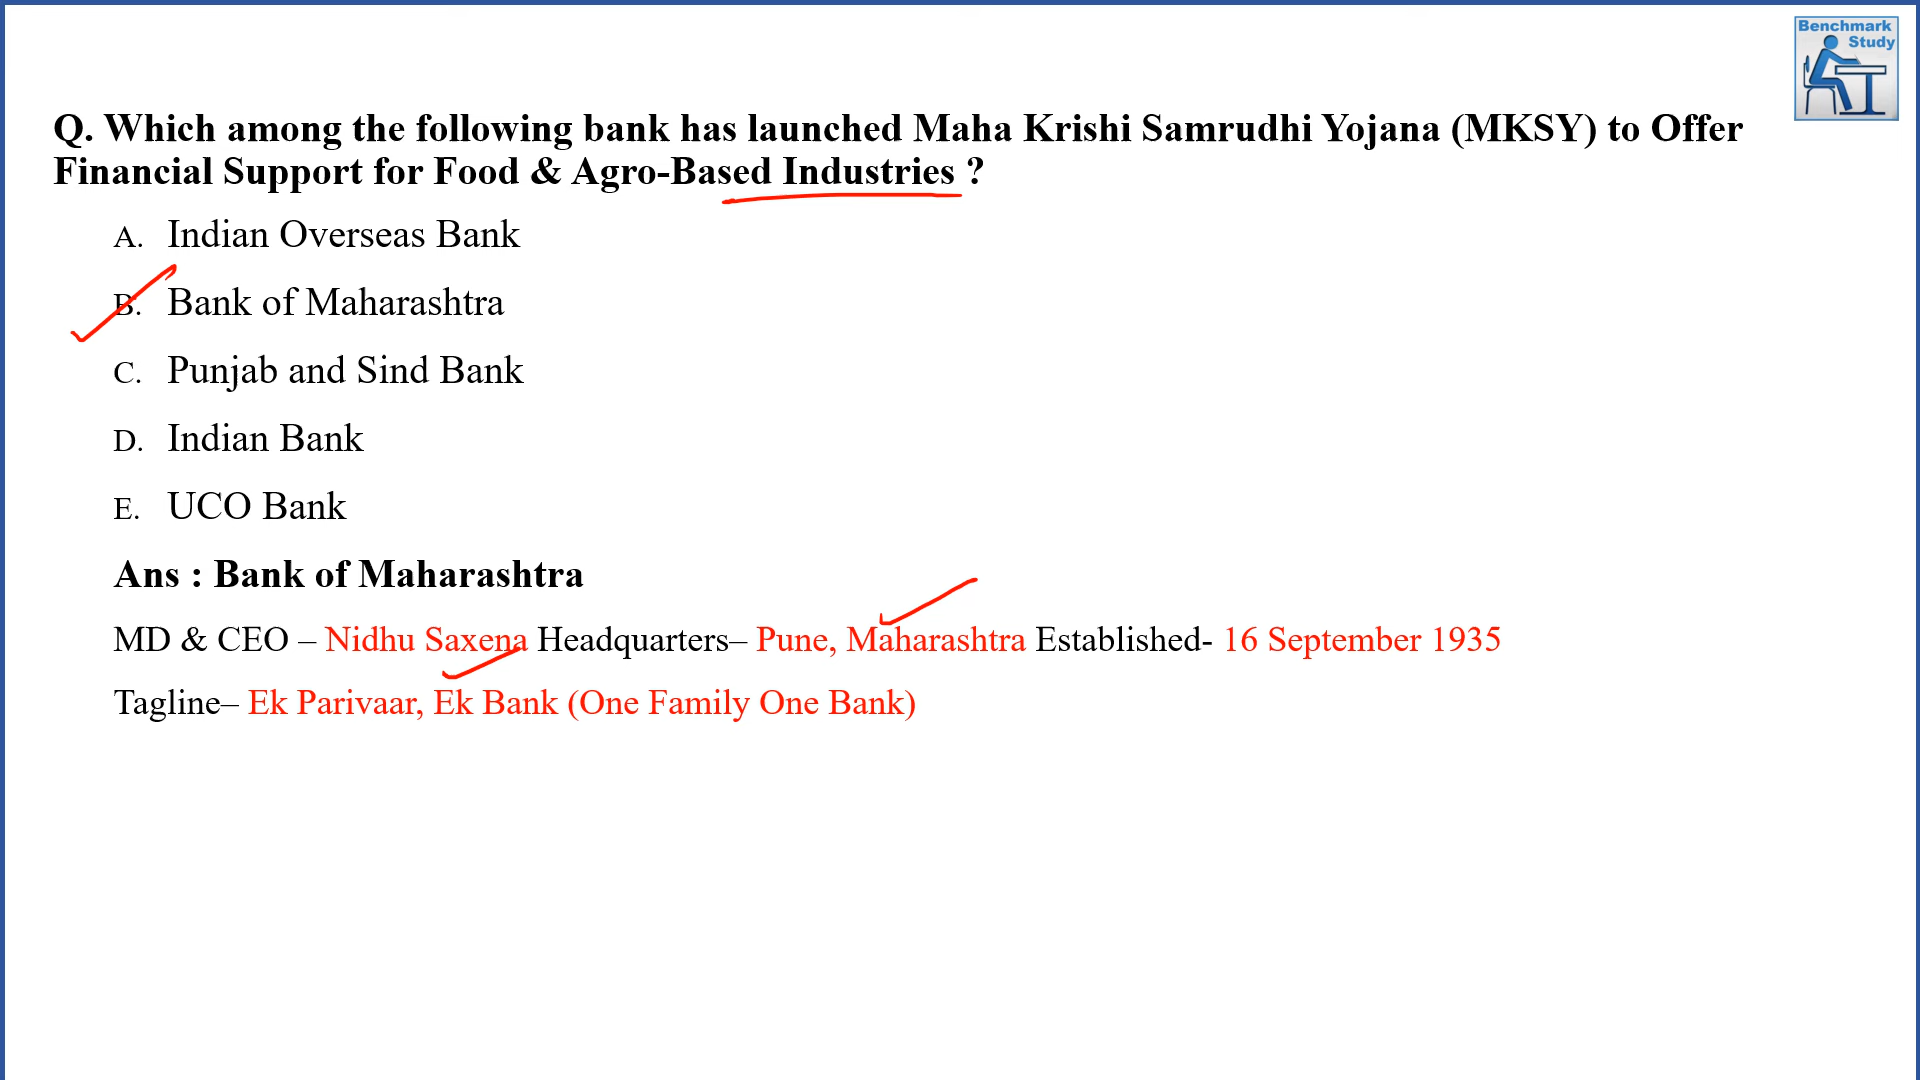 Benchmark
Study
Q. Which among the following bank has launched Maha Krishi Samrudhi Yojana (MKSY) to Offer
Financial Support for Food & Agro-Based Industries ?
A. Indian Overseas Bank
B. Bank of Maharashtra
C. Punjab and Sind Bank
D. Indian Bank
E. UCO Bank
Ans : Bank of Maharashtra
MD & CEO – Nidhu Saxena Headquarters– Pune, Maharashtra Established- 16 September 1935
Tagline– Ek Parivaar, Ek Bank (One Family One Bank)